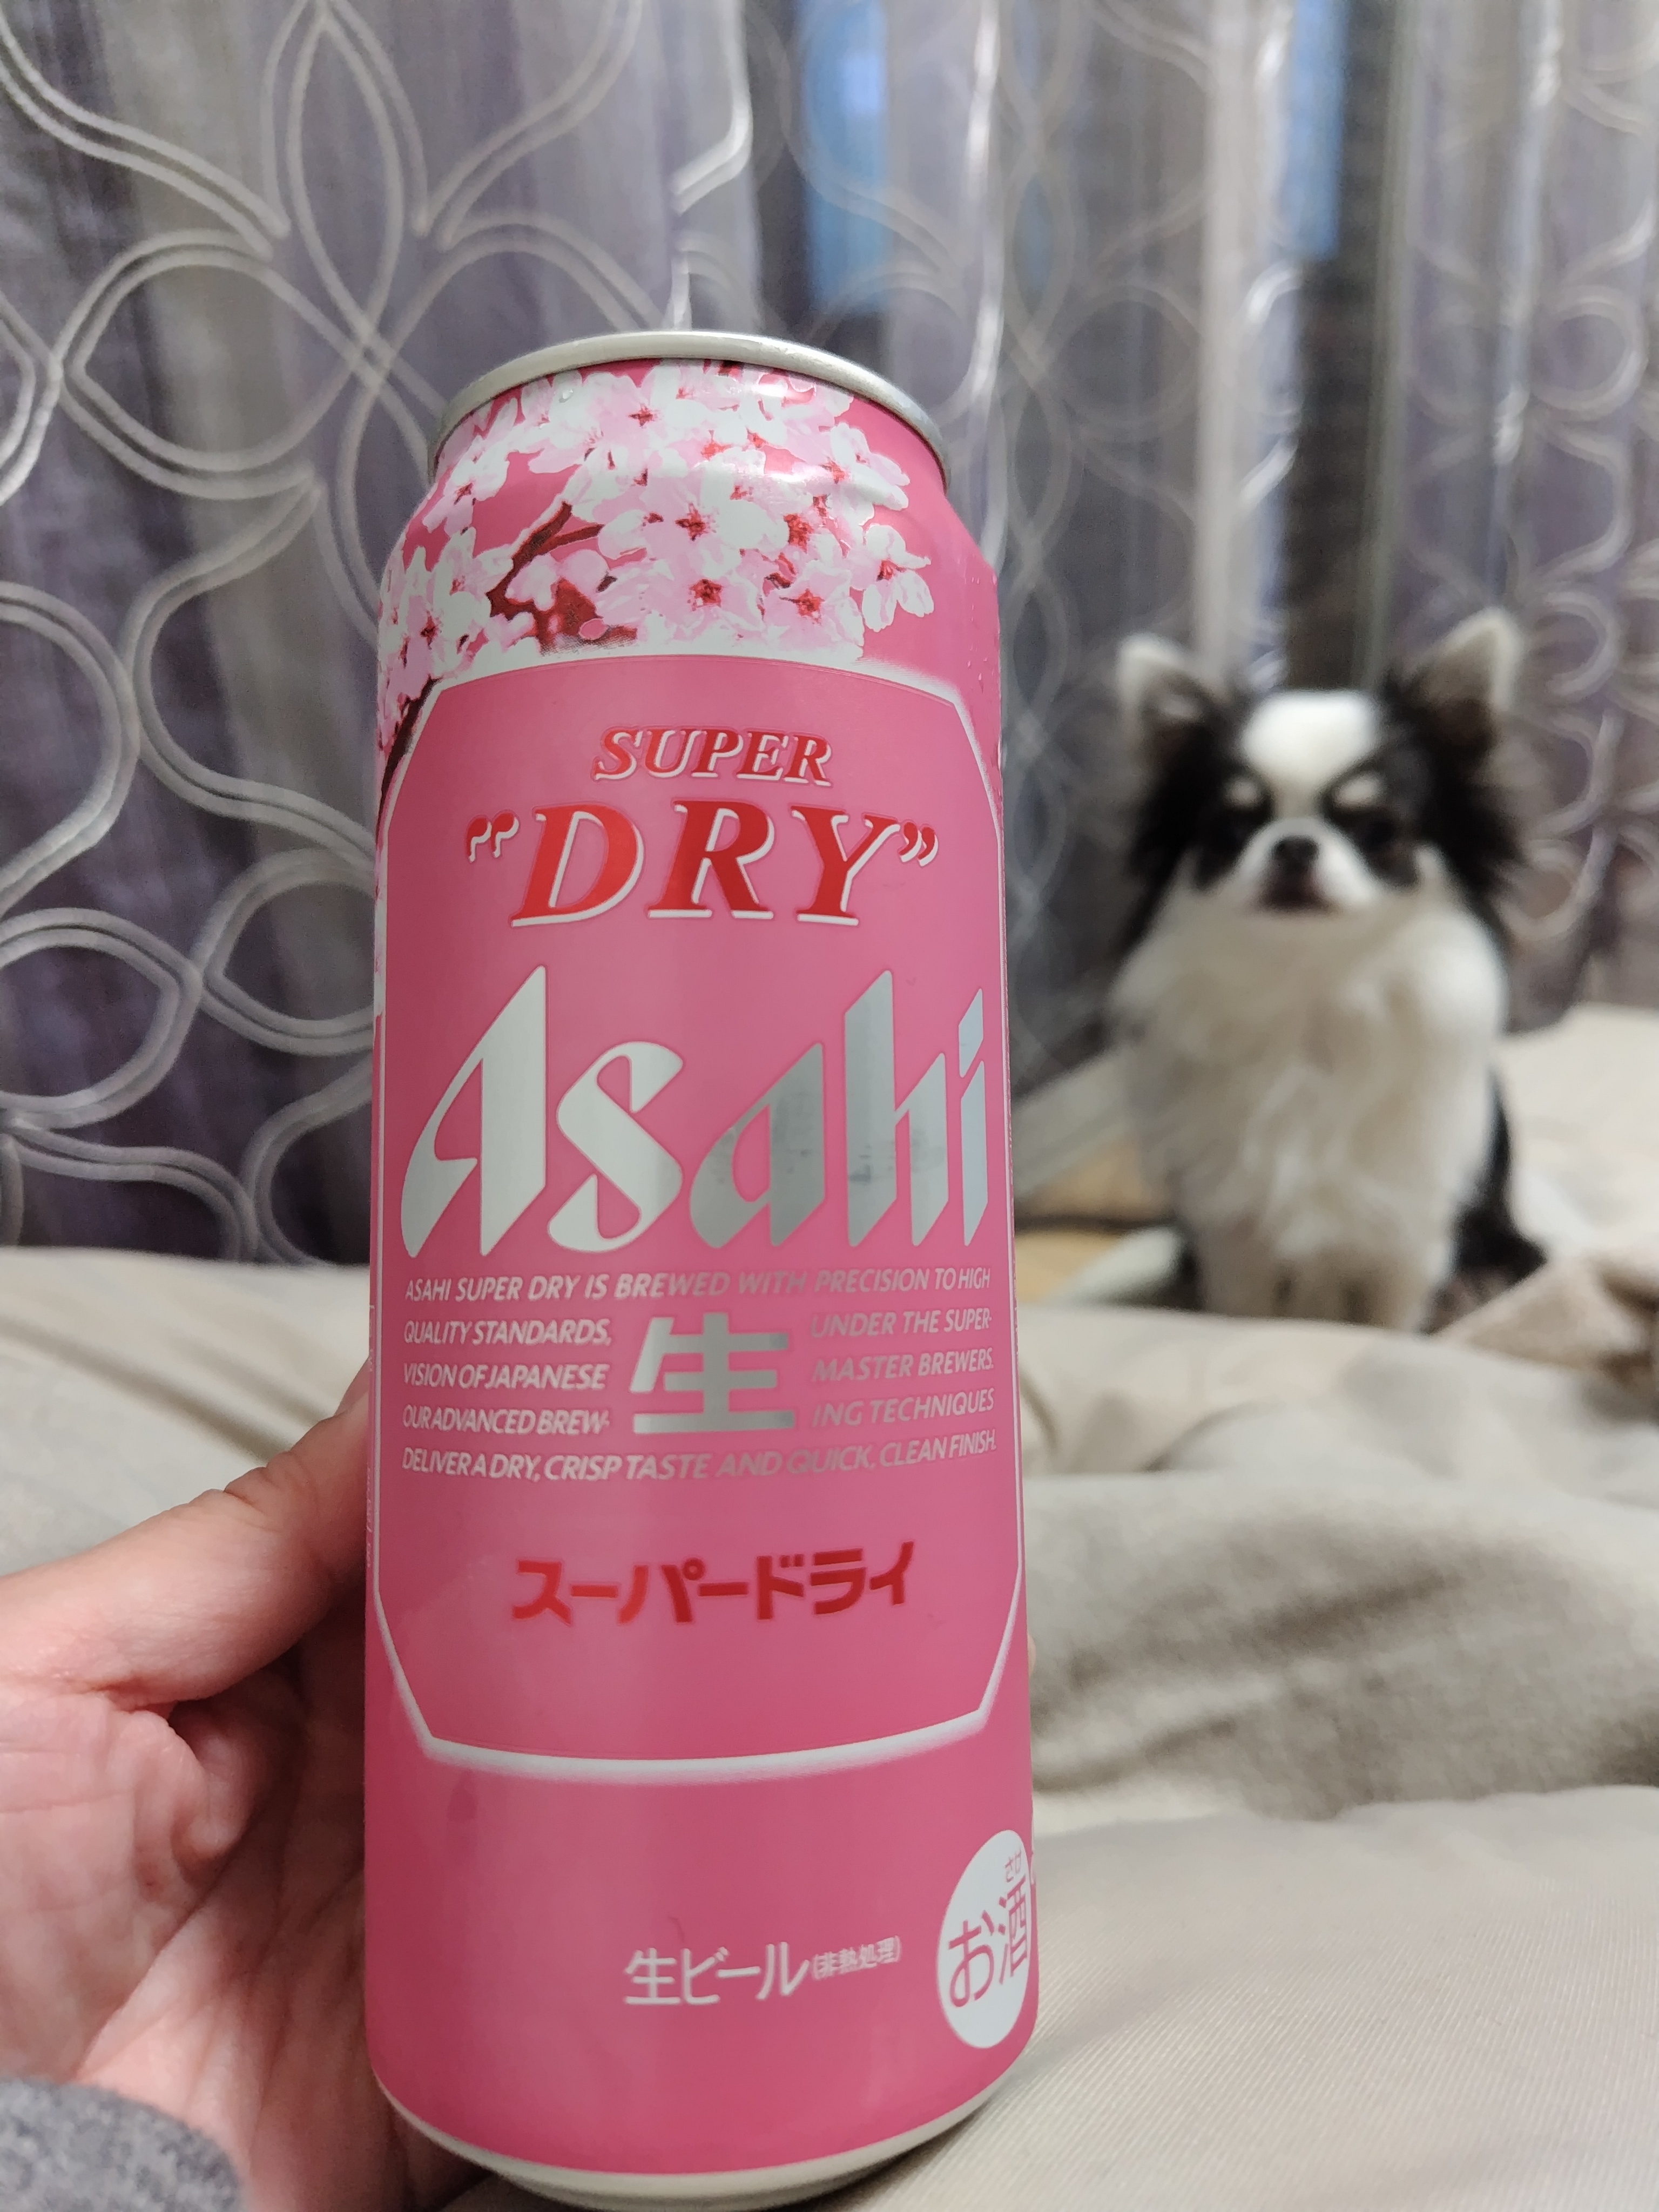 SUPER
“DRY”
Asahi
ASAHI SUPER DRY IS BREWED WITH PRECISION TO HIGH
QUALITY STANDARDS, UNDER THE SUPER-
VISION OF JAPANESE MASTER BREWERS.
生
OUR ADVANCED BREW- ING TECHNIQUES
DELIVER A DRY, CRISP TASTE AND QUICK, CLEAN FINISH.
スーパードライ
生ビール(非熱処理)
さけ
お酒